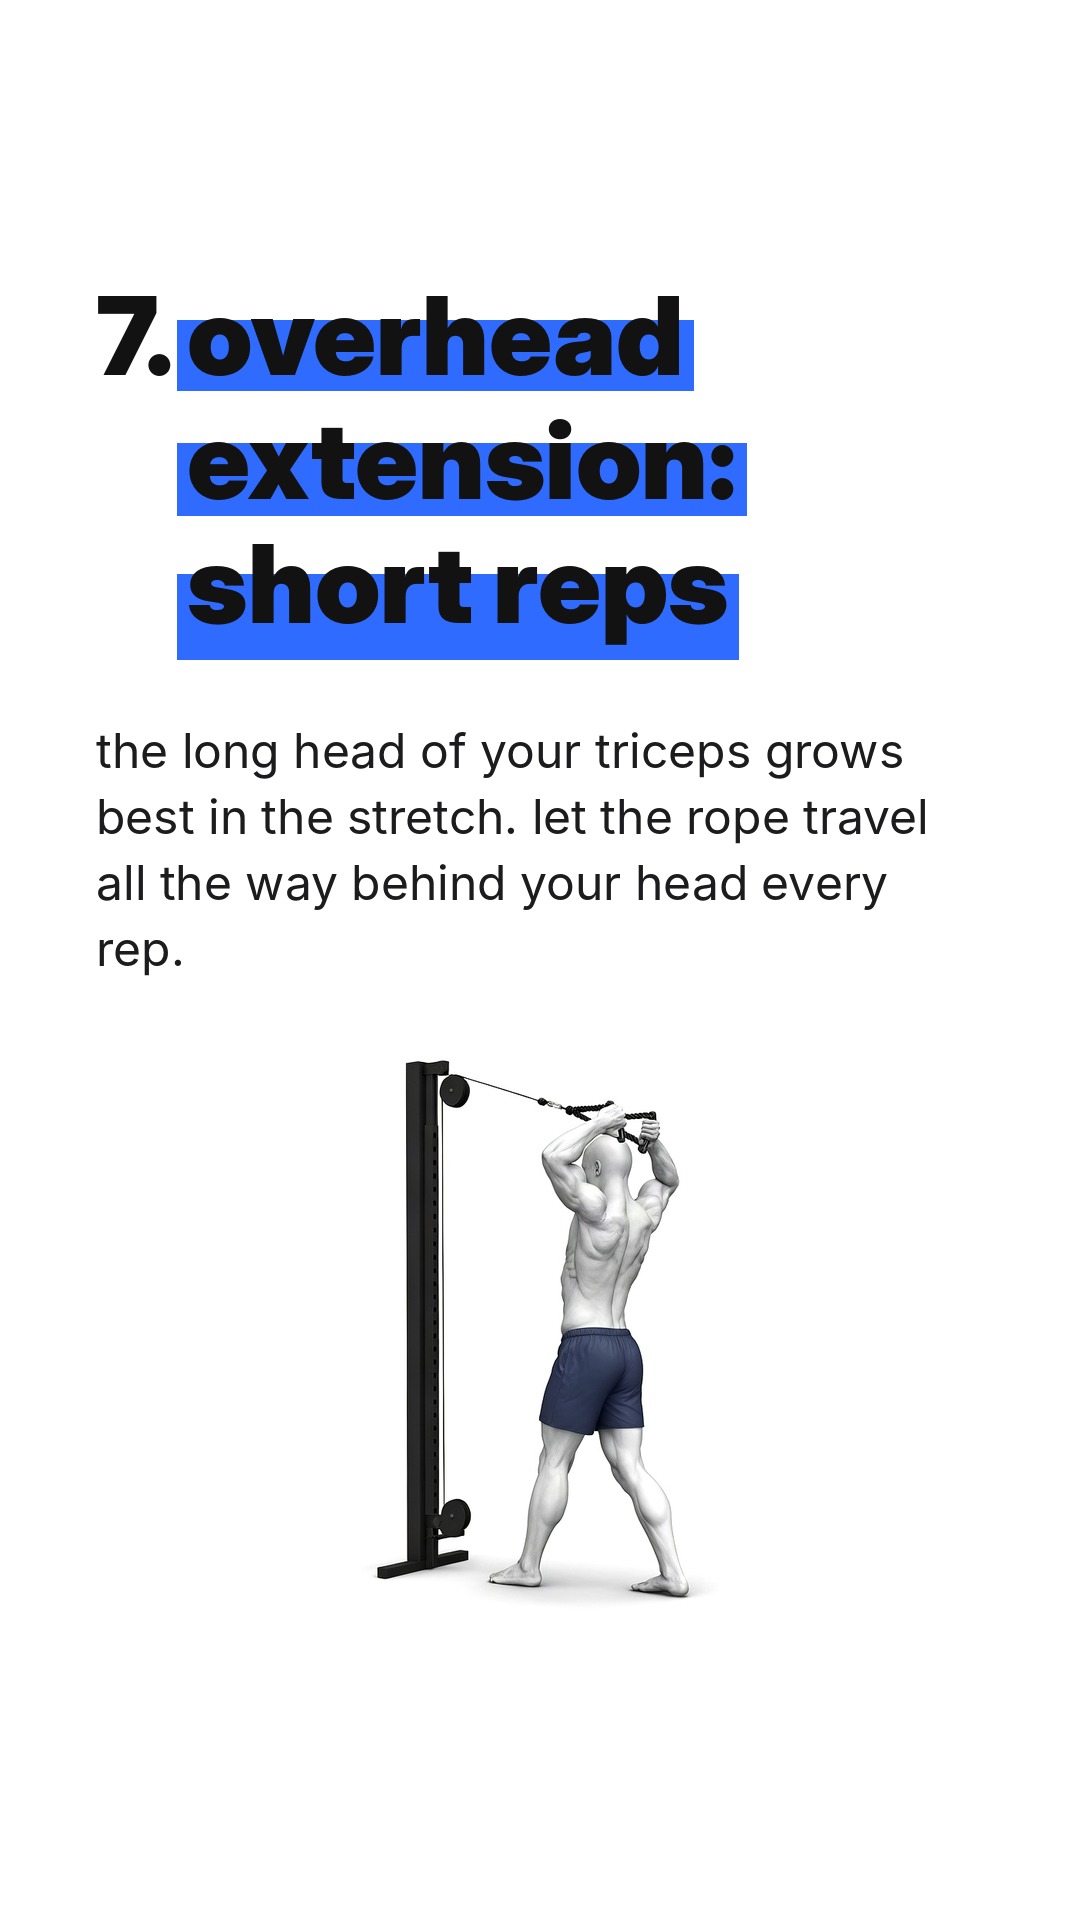 7. overhead
extension:
short reps
the long head of your triceps grows
best in the stretch. let the rope travel
all the way behind your head every
rep.